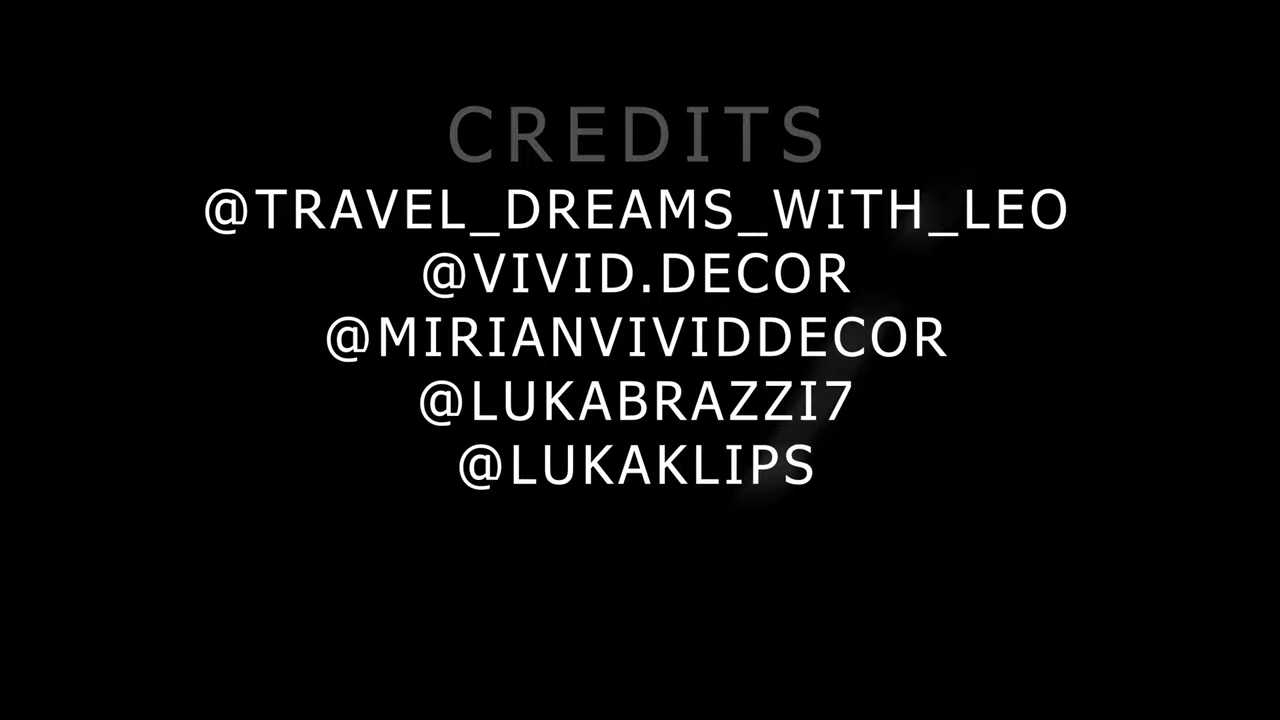 CREDITS
@TRAVEL_DREAMS_WITH_LEO
@VIVID.DECOR
@MIRIANVIVIDDECOR
@LUKABRAZZI7
@LUKAKLIPS